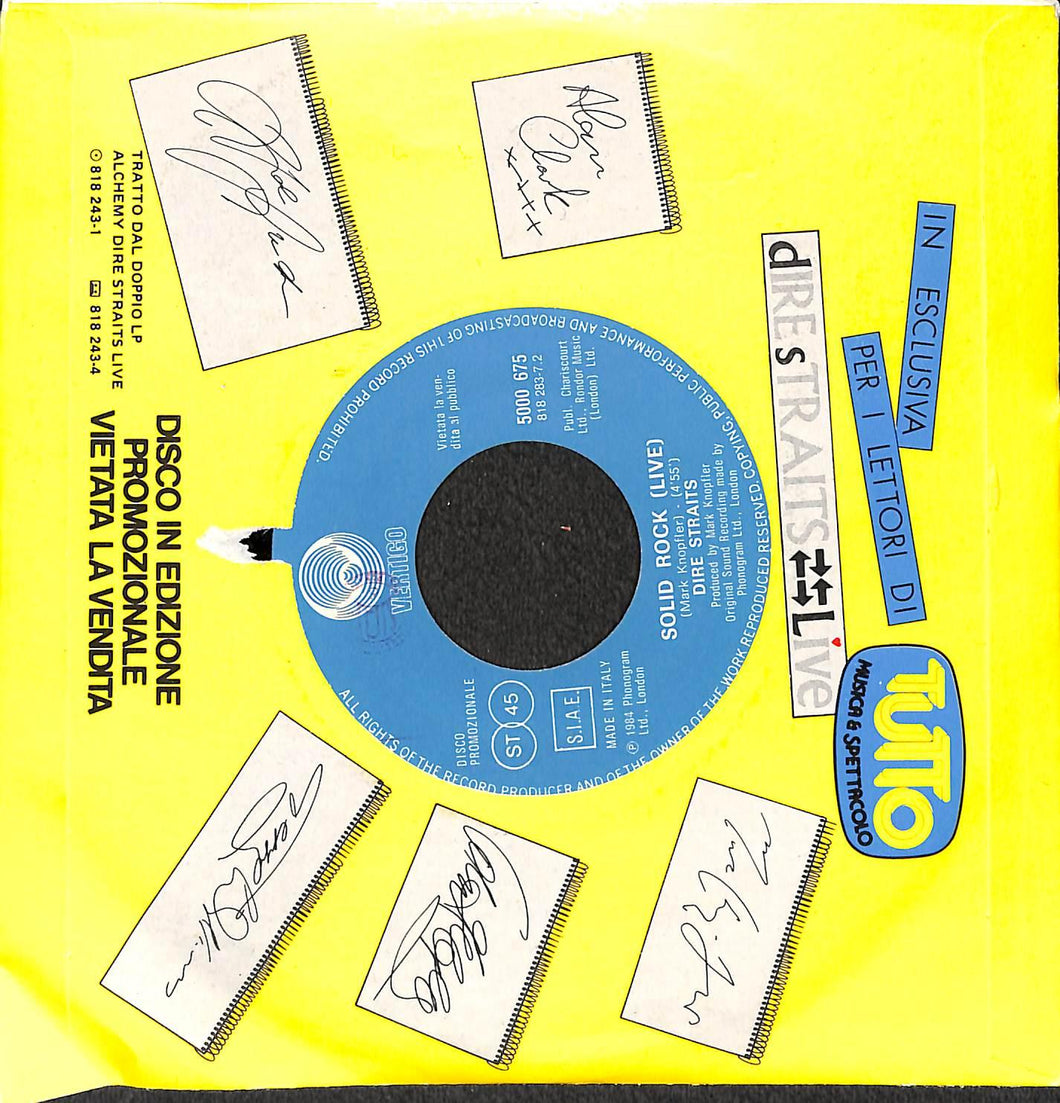 IN ESCLUSIVA
PER I LETTORI DI
TUTTO
MUSICA & SPETTACOLO
dIRE sTRAITS LIVE
Alan
Clark
xxxx
SOLID ROCK (LIVE)
(Mark Knopfler) - (4'55')
DIRE STRAITS
Produced by Mark Knopfler
Original Sound Recording made by
Phonogram Ltd., London
Publ. Chariscourt
Ltd., Rondor Music
(London) Ltd.
5000 675
818 283-7.2
Vietata la ven-
dita al pubblico
MADE IN ITALY
℗ 1984 Phonogram
Ltd., London
S.I.A.E.
ST 45
DISCO
PROMOZIONALE
VERTIGO
ALL RIGHTS OF THE RECORD PRODUCER AND OF THE OWNER OF THE WORK REPRODUCED RESERVED. COPYING, PUBLIC PERFORMANCE AND BROADCASTING OF THIS RECORD PROHIBITED.
TRATTO DAL DOPPIO LP
ALCHEMY DIRE STRAITS LIVE
818 243-1 818 243-4
DISCO IN EDIZIONE
PROMOZIONALE
VIETATA LA VENDITA